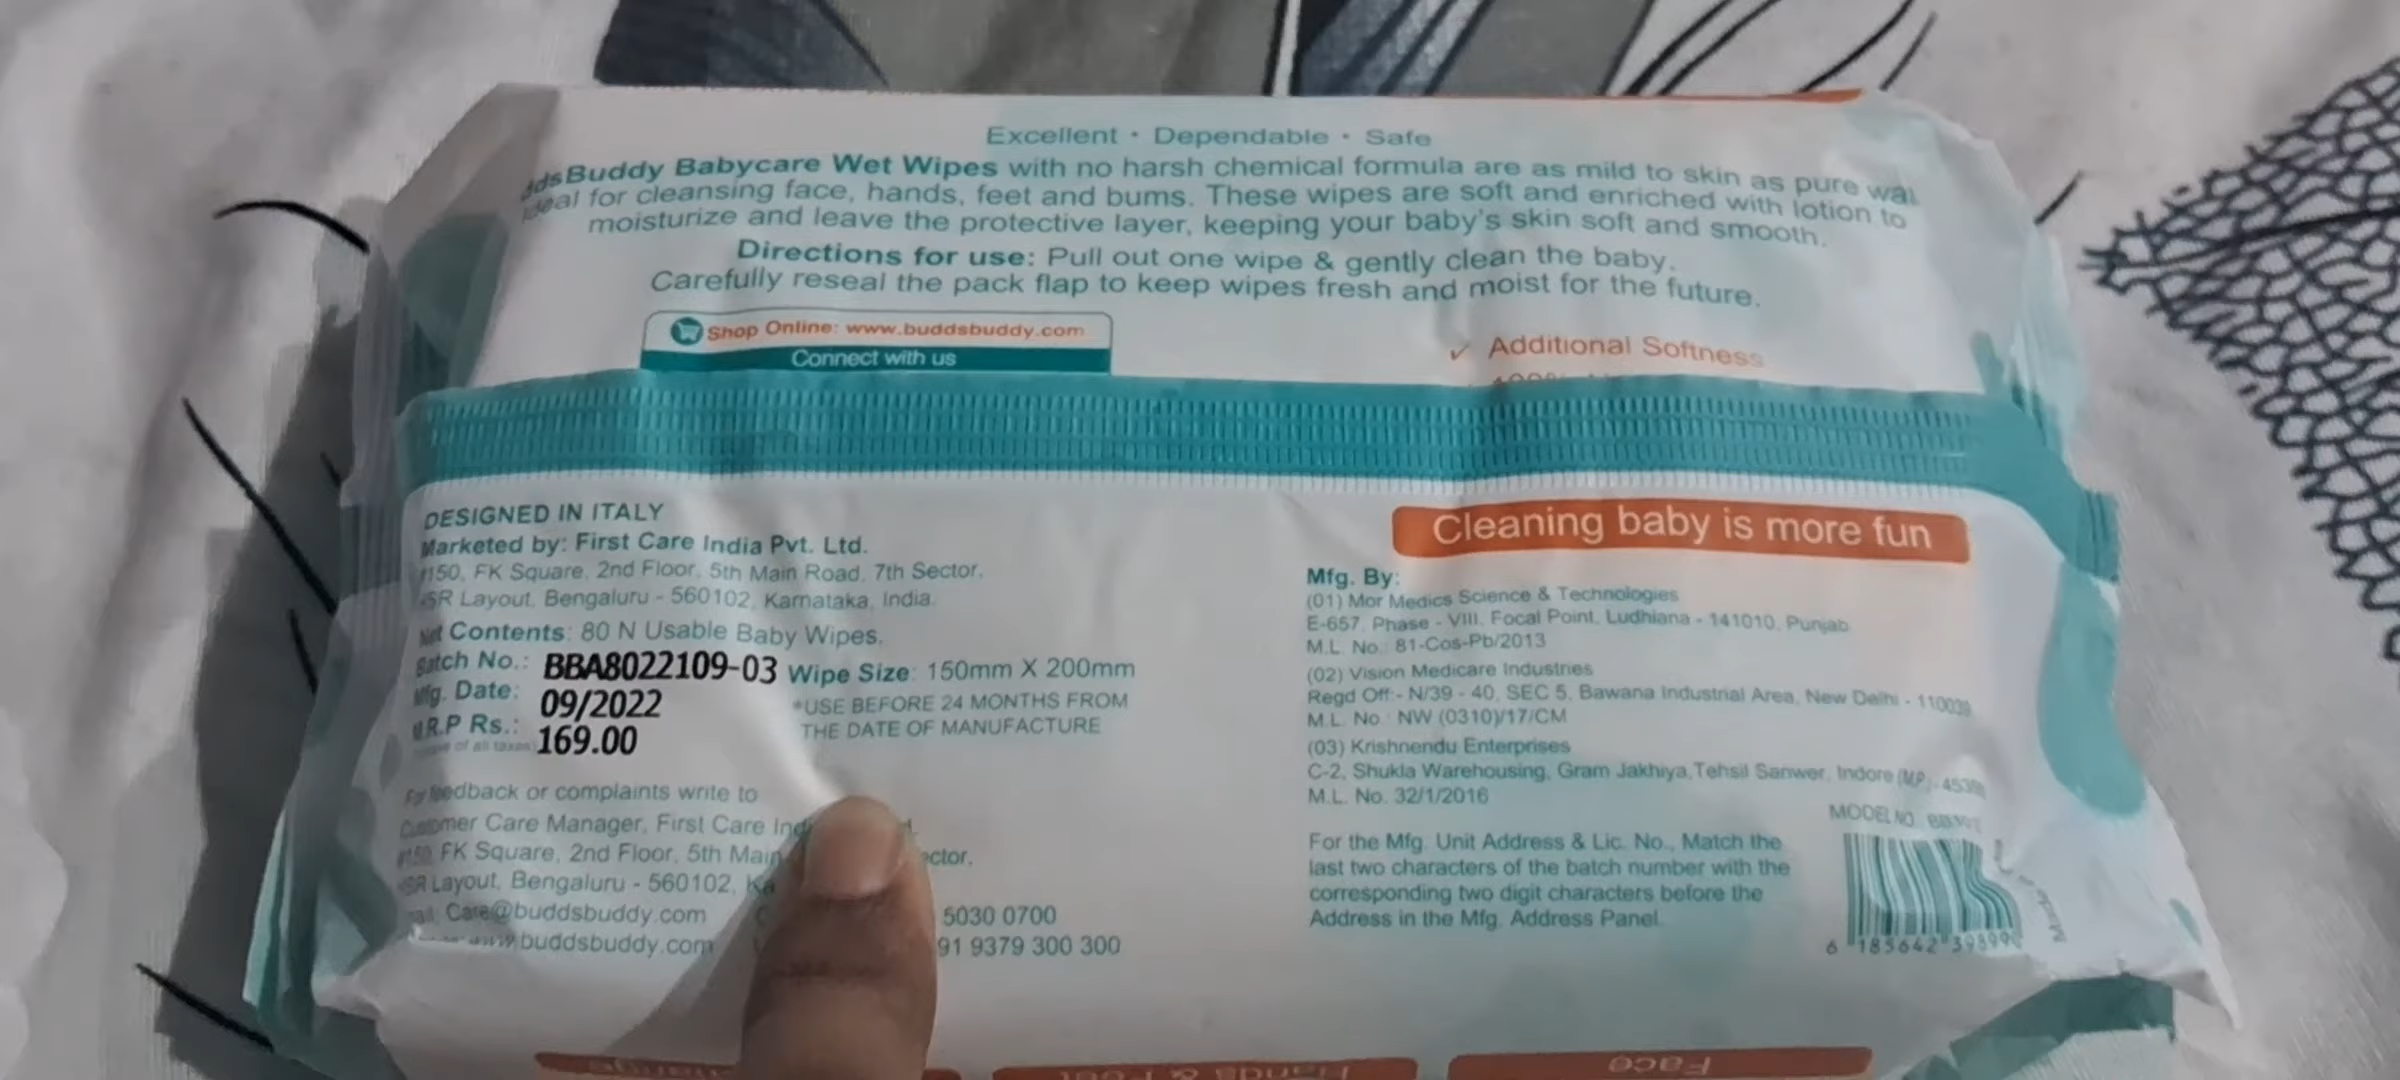 Excellent • Dependable • Safe
Buddy Babycare Wet Wipes with no harsh chemical formula are as mild to skin as pure
for cleansing face, hands, feet and bums. These wipes are soft and enriched with lotion to
moisturize and leave the protective layer, keeping your baby's skin soft and smooth.
Directions for use: Pull out one wipe & gently clean the baby.
Carefully reseal the pack flap to keep wipes fresh and moist for the future.
Shop Online: www.buddsbuddy.com
Connect with us
✓ Additional Softness
DESIGNED IN ITALY
Marketed by: First Care India Pvt. Ltd.
#150, FK Square, 2nd Floor, 5th Main Road, 7th Sector,
HSR Layout, Bengaluru - 560102, Karnataka, India.
Net Contents: 80 N Usable Baby Wipes.
Batch No.: BBA8022109-03 Wipe Size: 150mm X 200mm
Mfg. Date: 09/2022
*USE BEFORE 24 MONTHS FROM
THE DATE OF MANUFACTURE
M.R.P Rs.: 169.00
of all taxes
For feedback or complaints write to
Customer Care Manager, First Care
#150, FK Square, 2nd Floor, 5th Main
HSR Layout, Bengaluru - 560102,
Care@buddsbuddy.com 5030 0700
www.buddsbuddy.com 91 9379 300 300
Cleaning baby is more fun
Mfg. By:
(01) Mor Medics Science & Technologies
E-657, Phase - VIII, Focal Point, Ludhiana - 141010, Punjab
M.L. No.: 81-Cos-Pb/2013
(02) Vision Medicare Industries
Regd Off:- N/39 - 40, SEC 5, Bawana Industrial Area, New Delhi - 110039
M.L. No.: NW (0310)/17/CM
(03) Krishnendu Enterprises
C-2, Shukla Warehousing, Gram Jakhiya, Tehsil Sanwer, Indore (M.P.)
M.L. No. 32/1/2016
MODEL NO.
For the Mfg. Unit Address & Lic. No., Match the
last two characters of the batch number with the
corresponding two digit characters before the
Address in the Mfg. Address Panel.
6 185642 39899
Hands & Feet
Face